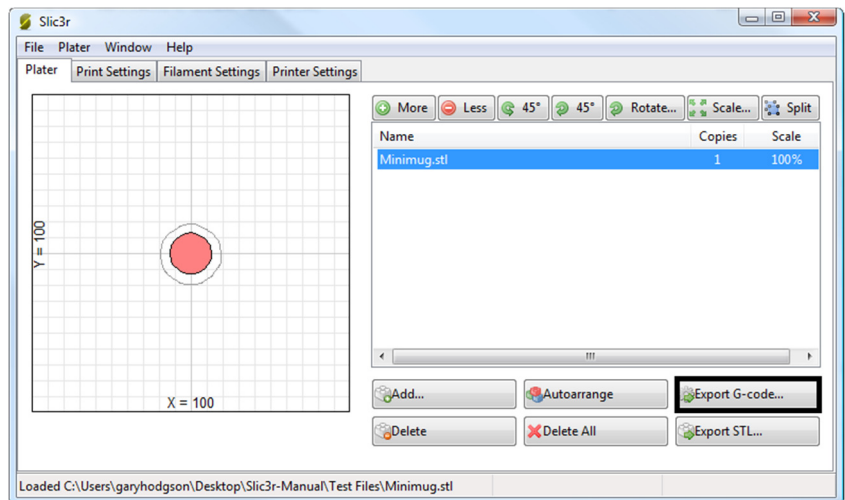 Slic3r
File Plater Window Help
Plater Print Settings Filament Settings Printer Settings
More Less 45° 45° Rotate... Scale... Split
Name Copies Scale
Minimug.stl 1 100%
Y = 100
X = 100
Add... Autoarrange Export G-code...
Delete Delete All Export STL...
Loaded C:\Users\garyhodgson\Desktop\Slic3r-Manual\Test Files\Minimug.stl